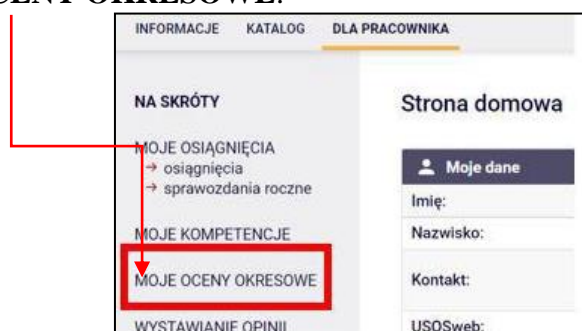 OKRESOWE.
INFORMACJE KATALOG DLA PRACOWNIKA
NA SKRÓTY
MOJE OSIĄGNIĘCIA
→ osiągnięcia
→ sprawozdania roczne
MOJE KOMPETENCJE
MOJE OCENY OKRESOWE
WYSTAWIANIE OPINII
Strona domowa
Moje dane
Imię:
Nazwisko:
Kontakt:
USOSweb: